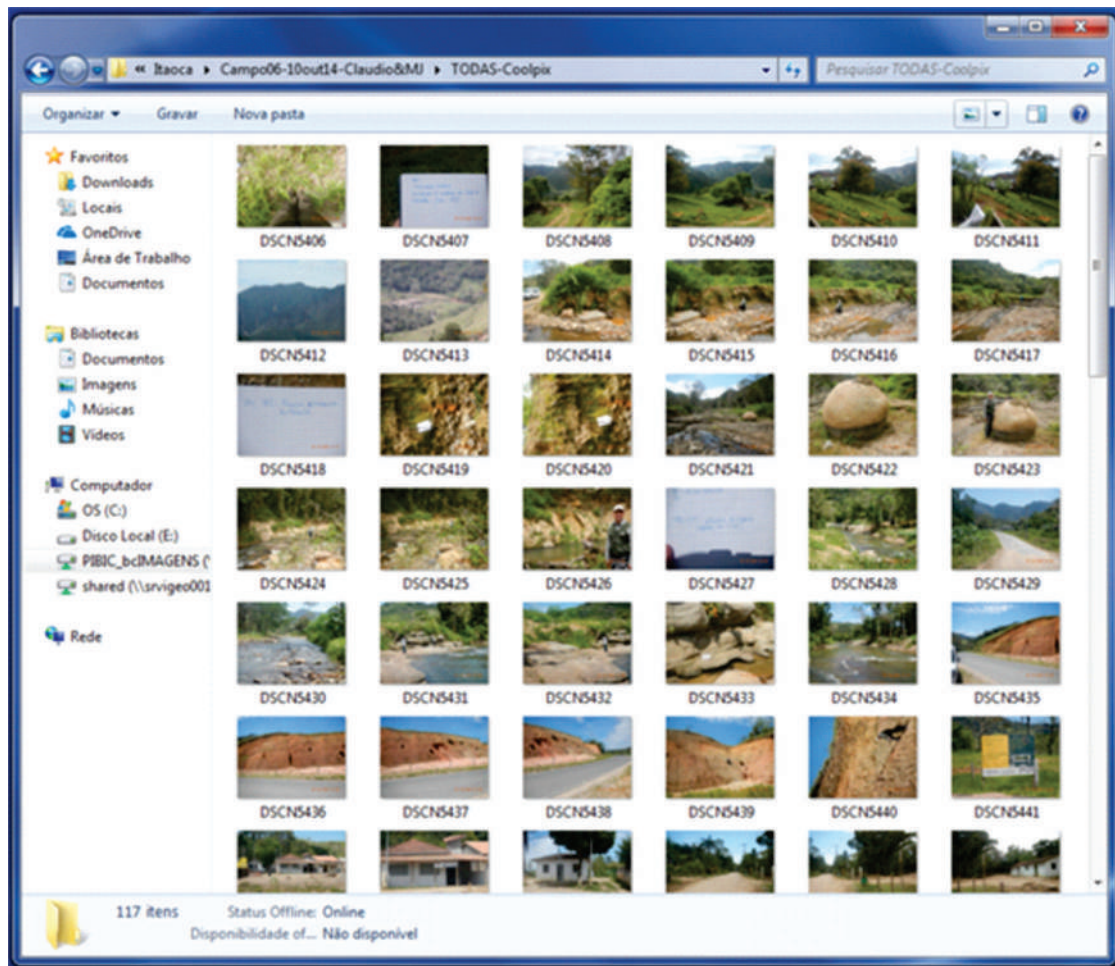 « Itaoca ▸ Campo06-10out14-Claudio&MJ ▸ TODAS-Coolpix
Pesquisar TODAS-Coolpix
Organizar Gravar Nova pasta
Favoritos
Downloads
Locais
OneDrive
Área de Trabalho
Documentos
Bibliotecas
Documentos
Imagens
Músicas
Vídeos
Computador
OS (C:)
Disco Local (E:)
PIBIC_bcIMAGENS (
shared (\\srvigeo001
Rede
DSCN5406 DSCN5407 DSCN5408 DSCN5409 DSCN5410 DSCN5411
DSCN5412 DSCN5413 DSCN5414 DSCN5415 DSCN5416 DSCN5417
DSCN5418 DSCN5419 DSCN5420 DSCN5421 DSCN5422 DSCN5423
DSCN5424 DSCN5425 DSCN5426 DSCN5427 DSCN5428 DSCN5429
DSCN5430 DSCN5431 DSCN5432 DSCN5433 DSCN5434 DSCN5435
DSCN5436 DSCN5437 DSCN5438 DSCN5439 DSCN5440 DSCN5441
117 itens Status Offline: Online
Disponibilidade of... Não disponível